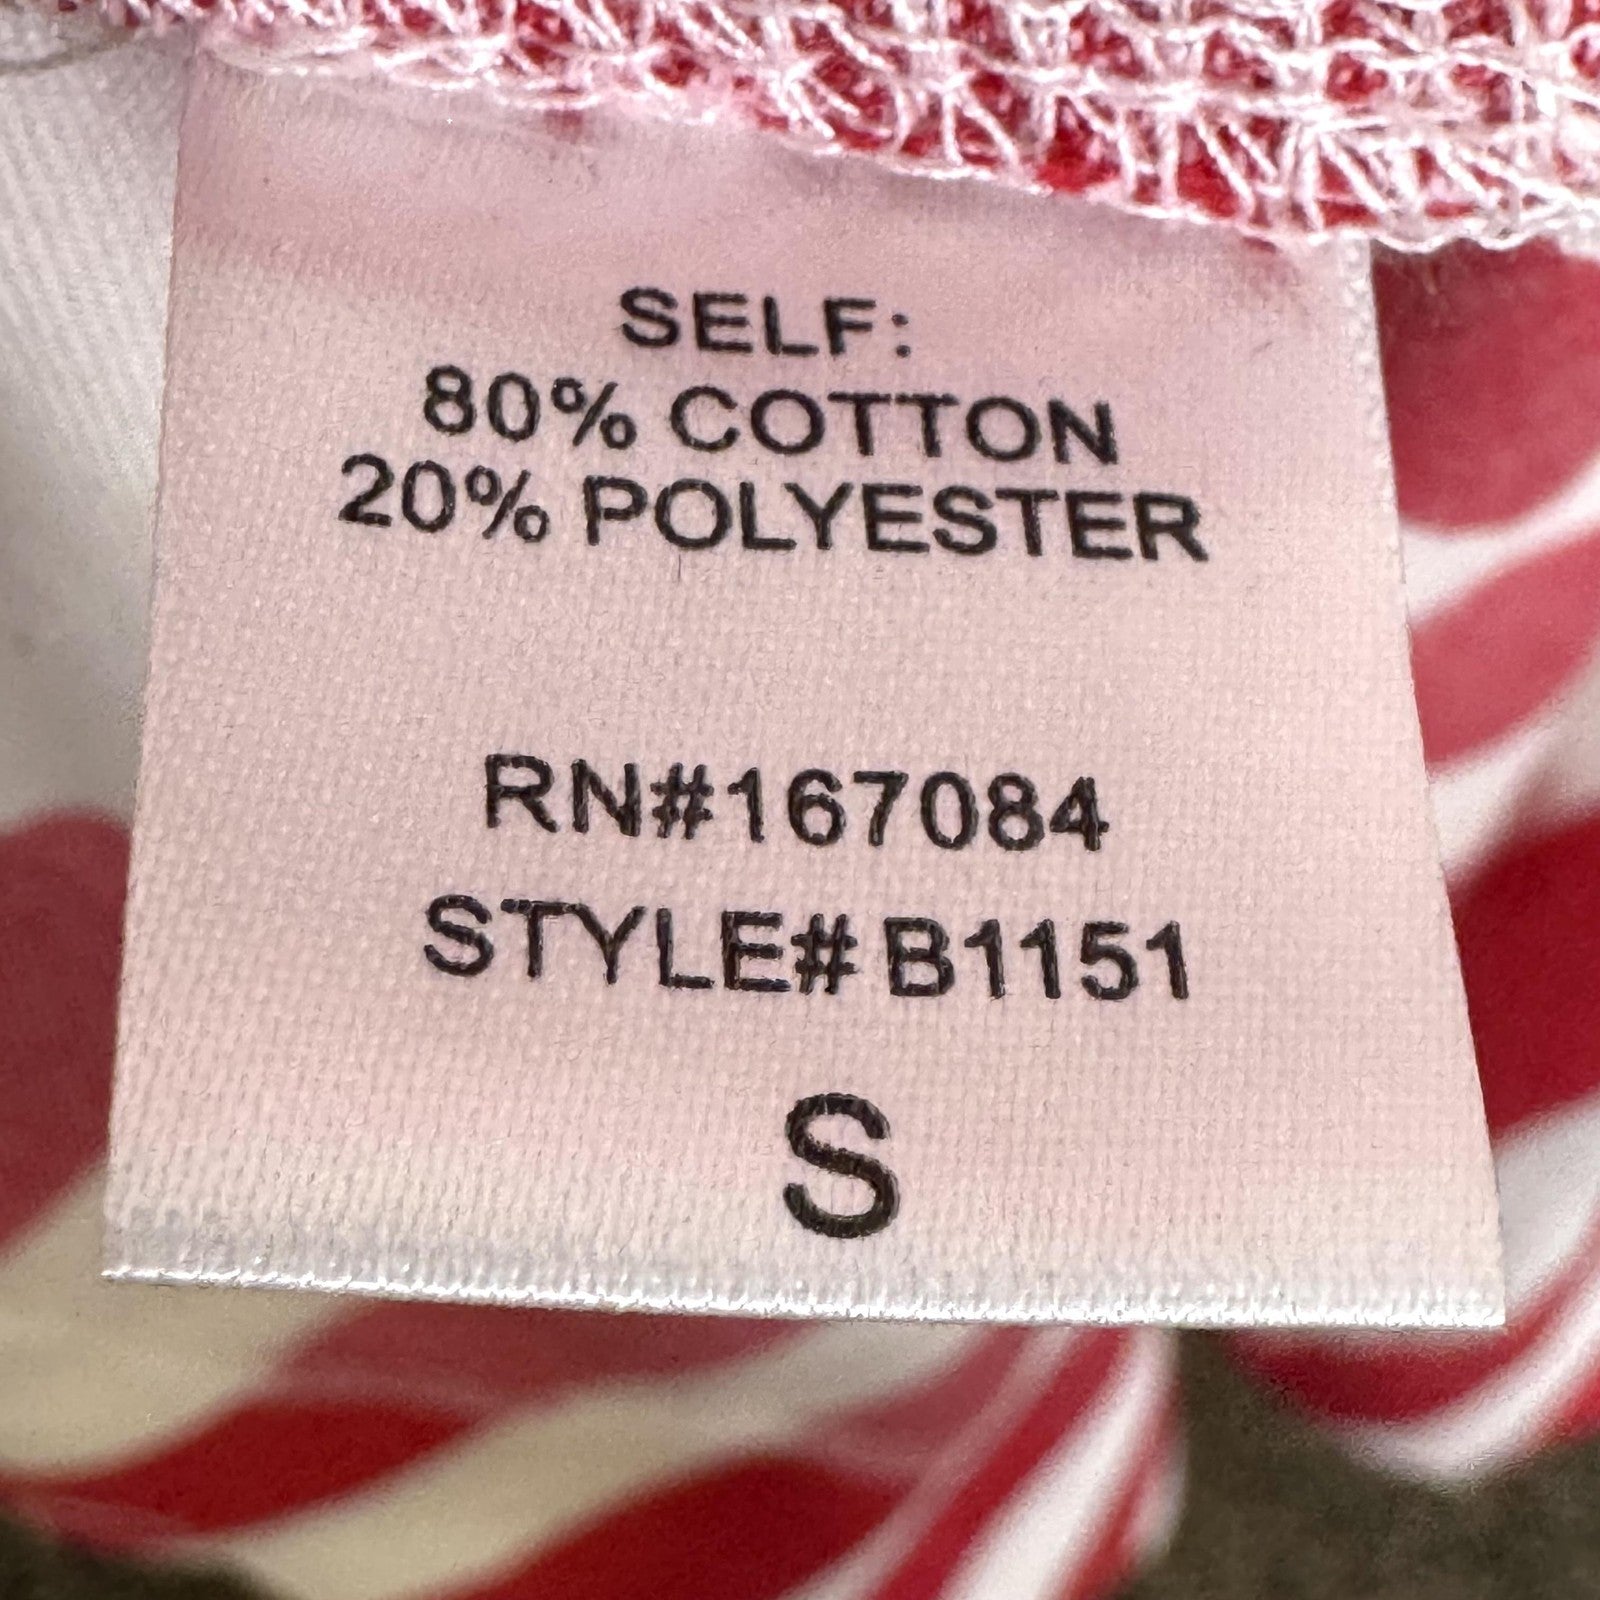 SELF:
80% COTTON
20% POLYESTER
RN#167084
STYLE# B1151
S